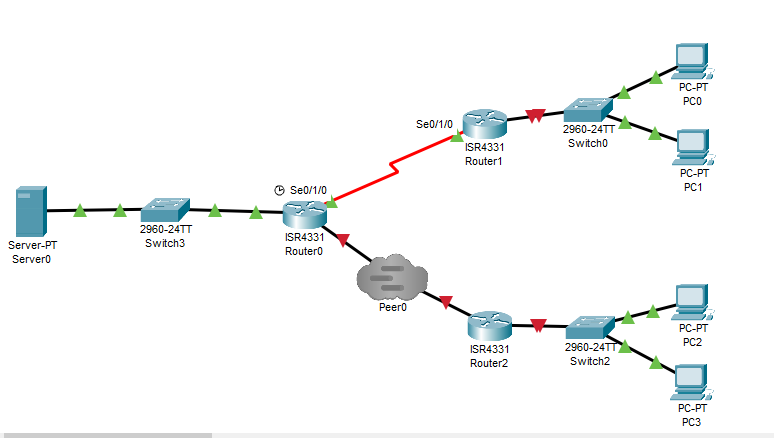 PC-PT
PC0
Se0/1/0
ISR4331
Router1
2960-24TT
Switch0
PC-PT
PC1
Se0/1/0
Server-PT
Server0
2960-24TT
Switch3
ISR4331
Router0
Peer0
ISR4331
Router2
2960-24TT
Switch2
PC-PT
PC2
PC-PT
PC3